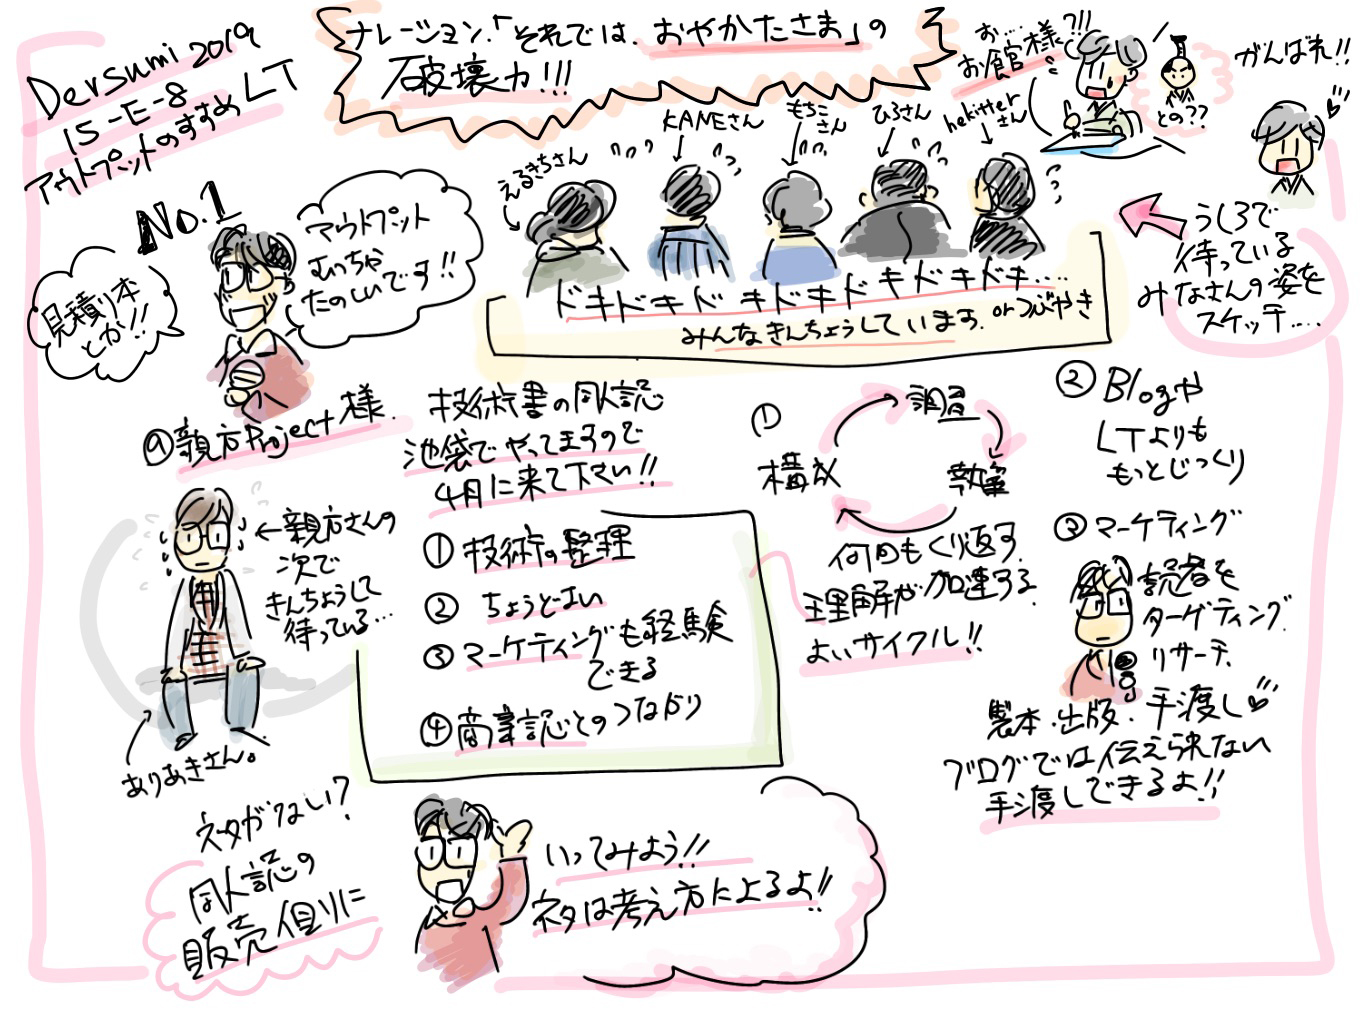 Devsumi 2019
15-E-8
アウトプットのすすめLT
ナレーション「それでは、おやかたさま」の
破壊力!!!
お…
お館様?!!
との??
がんばれ!!
えるきちさん
KANEさん
もちこ
さん
ひろさん
hekitter
さん
ドキドキドキドキドキドキ……
みんなきんちょうしています。orつぶやき
うしろで
待っている
みなさんの姿を
スケッチ……
No.1
見積り本
とか!!
アウトプット
むっちゃ
たのしいです!!
⑨親方Project様
技術書の同人誌
池袋でやってますので
4月に来て下さい!!
←親方さんの
次で
きんちょうして
待っている…
ありあきさん。
①技術の整理
②ちょうどよい
③マーケティングも経験
できる
④商業誌とのつながり
①
調査
執筆
構成
何回もくり返す
理解が加速する
よいサイクル!!
②Blogや
LTよりも
もっとじっくり
③マーケティング
読者を
ターゲティング
リサーチ
製本・出版・手渡し
ブログでは伝えられない
手渡しできるよ!!
ネタがない?
同人誌の
販売側に
いってみよう!!
ネタは考え方によるよ!!